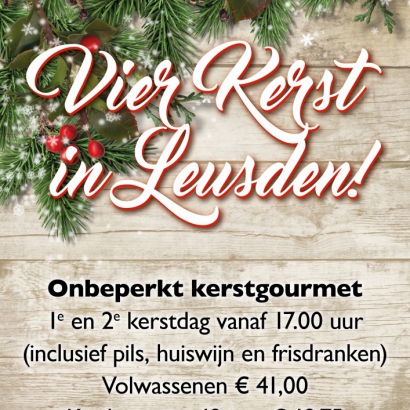 Vier Kerst
in Leusden!
Onbeperkt kerstgourmet
1e en 2e kerstdag vanaf 17.00 uur
(inclusief pils, huiswijn en frisdranken)
Volwassenen € 41,00